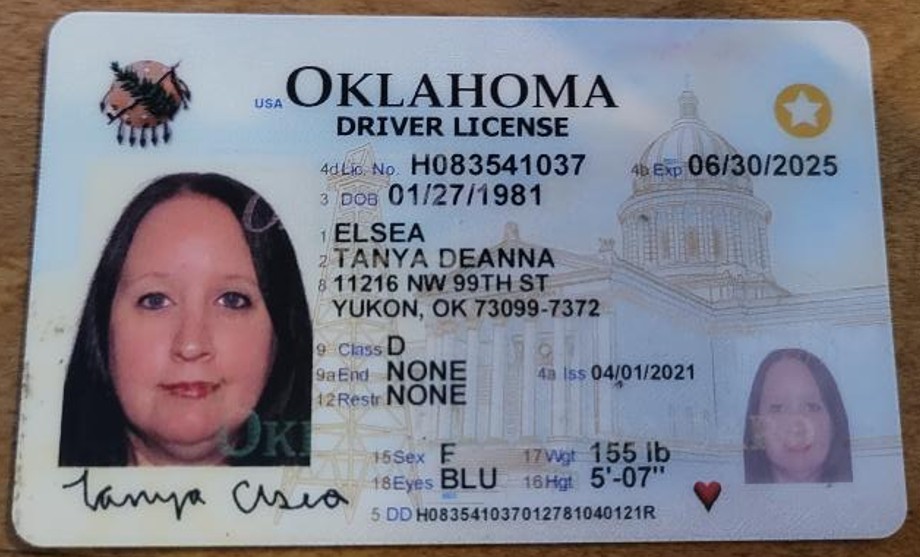 USA OKLAHOMA
DRIVER LICENSE
4d Lic. No. H083541037 4b Exp 06/30/2025
3 DOB 01/27/1981
1 ELSEA
2 TANYA DEANNA
8 11216 NW 99TH ST
YUKON, OK 73099-7372
9 Class D
9a End NONE 4a Iss 04/01/2021
12 Restr NONE
15 Sex F 17 Wgt 155 lb
18 Eyes BLU 16 Hgt 5'-07"
5 DD H083541037012781040121R
Tanya Elsea